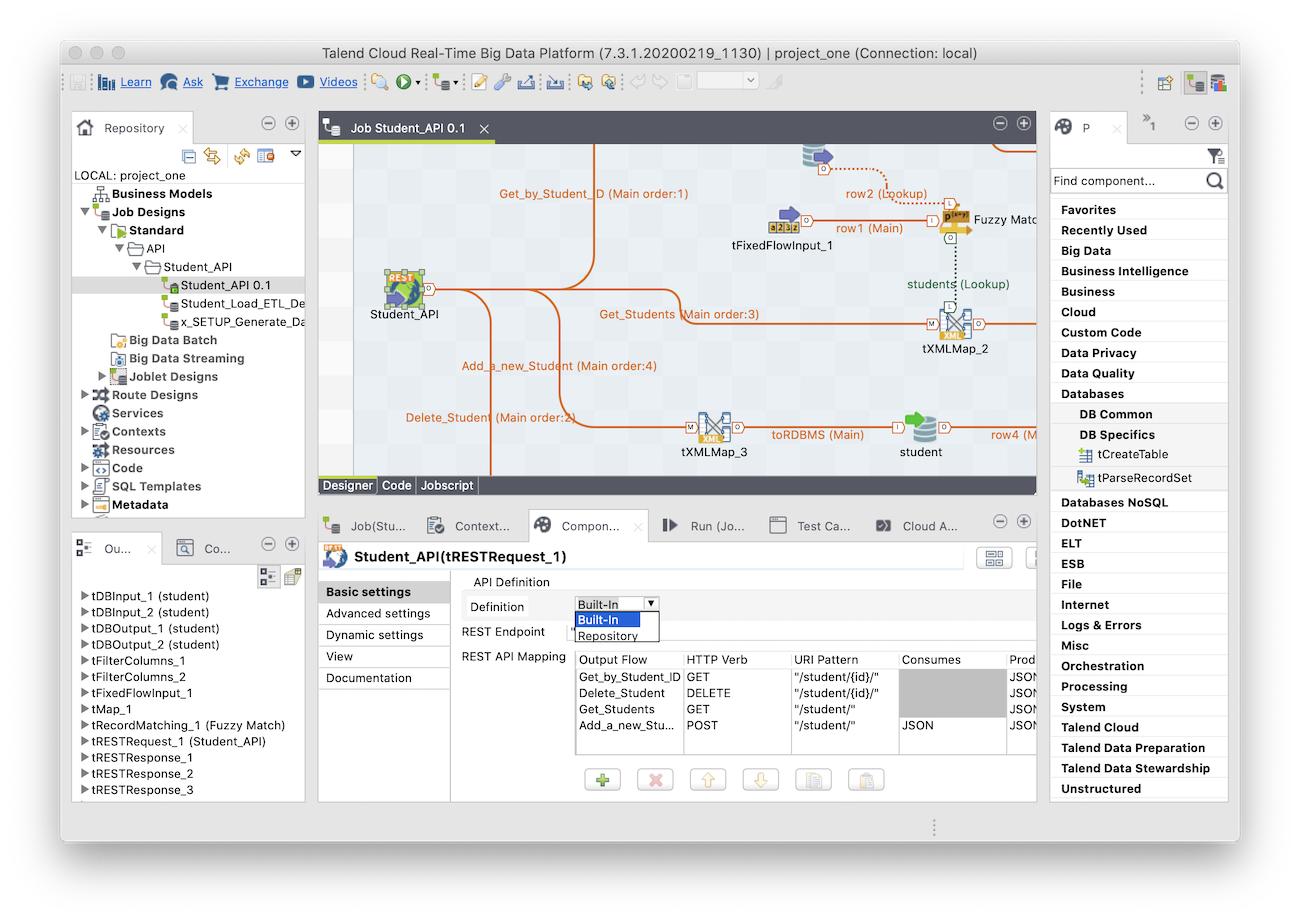 Talend Cloud Real-Time Big Data Platform (7.3.1.20200219_1130) | project_one (Connection: local)
Learn Ask Exchange Videos
Repository
LOCAL: project_one
Business Models
Job Designs
Standard
API
Student_API
Student_API 0.1
Student_Load_ETL_De
x_SETUP_Generate_Da
Big Data Batch
Big Data Streaming
Joblet Designs
Route Designs
Services
Contexts
Resources
Code
SQL Templates
Metadata
Ou...
Co...
tDBInput_1 (student)
tDBInput_2 (student)
tDBOutput_1 (student)
tDBOutput_2 (student)
tFilterColumns_1
tFilterColumns_2
tFixedFlowInput_1
tMap_1
tRecordMatching_1 (Fuzzy Match)
tRESTRequest_1 (Student_API)
tRESTResponse_1
tRESTResponse_2
tRESTResponse_3
Job Student_API 0.1
Get_by_Student_ID (Main order:1)
row2 (Lookup)
Fuzzy Matc
row1 (Main)
tFixedFlowInput_1
REST
Student_API
students (Lookup)
Get_Students (Main order:3)
XML
tXMLMap_2
Add_a_new_Student (Main order:4)
Delete_Student (Main order:2)
XML
tXMLMap_3
toRDBMS (Main)
student
row4 (M
Designer Code Jobscript
Job(Stu... Context... Compon... Run (Jo... Test Ca... Cloud A...
Student_API(tRESTRequest_1)
Basic settings
Advanced settings
Dynamic settings
View
Documentation
API Definition
Definition
Built-In
Built-In
Repository
REST Endpoint "
REST API Mapping
Output Flow HTTP Verb URI Pattern Consumes Prod
Get_by_Student_ID GET "/student/{id}/" JSON
Delete_Student DELETE "/student/{id}/" JSON
Get_Students GET "/student/" JSON
Add_a_new_Stu... POST "/student/" JSON JSON
P
»1
Find component...
Favorites
Recently Used
Big Data
Business Intelligence
Business
Cloud
Custom Code
Data Privacy
Data Quality
Databases
DB Common
DB Specifics
tCreateTable
tParseRecordSet
Databases NoSQL
DotNET
ELT
ESB
File
Internet
Logs & Errors
Misc
Orchestration
Processing
System
Talend Cloud
Talend Data Preparation
Talend Data Stewardship
Unstructured